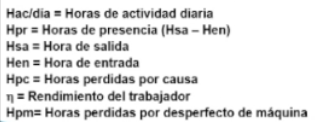 Hac/día = Horas de actividad diaria
Hpr = Horas de presencia (Hsa – Hen)
Hsa = Hora de salida
Hen = Hora de entrada
Hpc = Horas perdidas por causa
η = Rendimiento del trabajador
Hpm= Horas perdidas por desperfecto de máquina